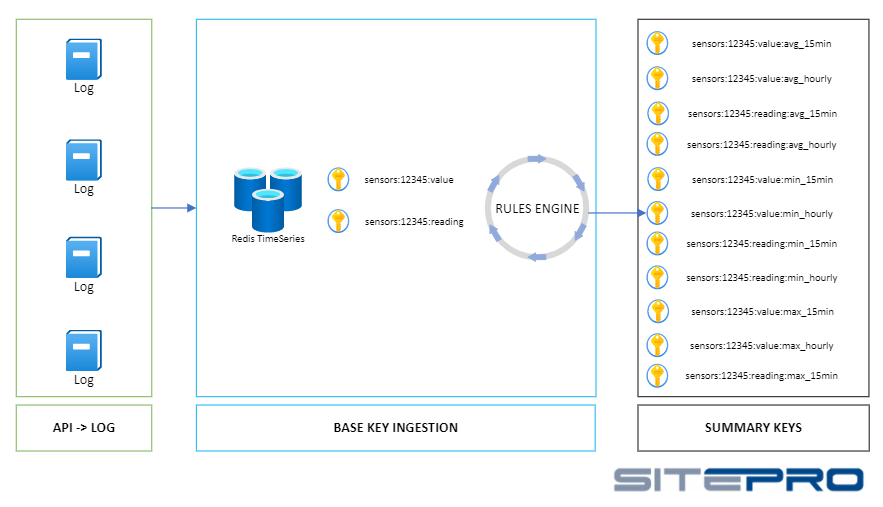 Log
Log
Log
Log
API -> LOG
Redis TimeSeries
sensors:12345:value
sensors:12345:reading
RULES ENGINE
BASE KEY INGESTION
sensors:12345:value:avg_15min
sensors:12345:value:avg_hourly
sensors:12345:reading:avg_15min
sensors:12345:reading:avg_hourly
sensors:12345:value:min_15min
sensors:12345:value:min_hourly
sensors:12345:reading:min_15min
sensors:12345:reading:min_hourly
sensors:12345:value:max_15min
sensors:12345:value:max_hourly
sensors:12345:reading:max_15min
SUMMARY KEYS
SITEPRO